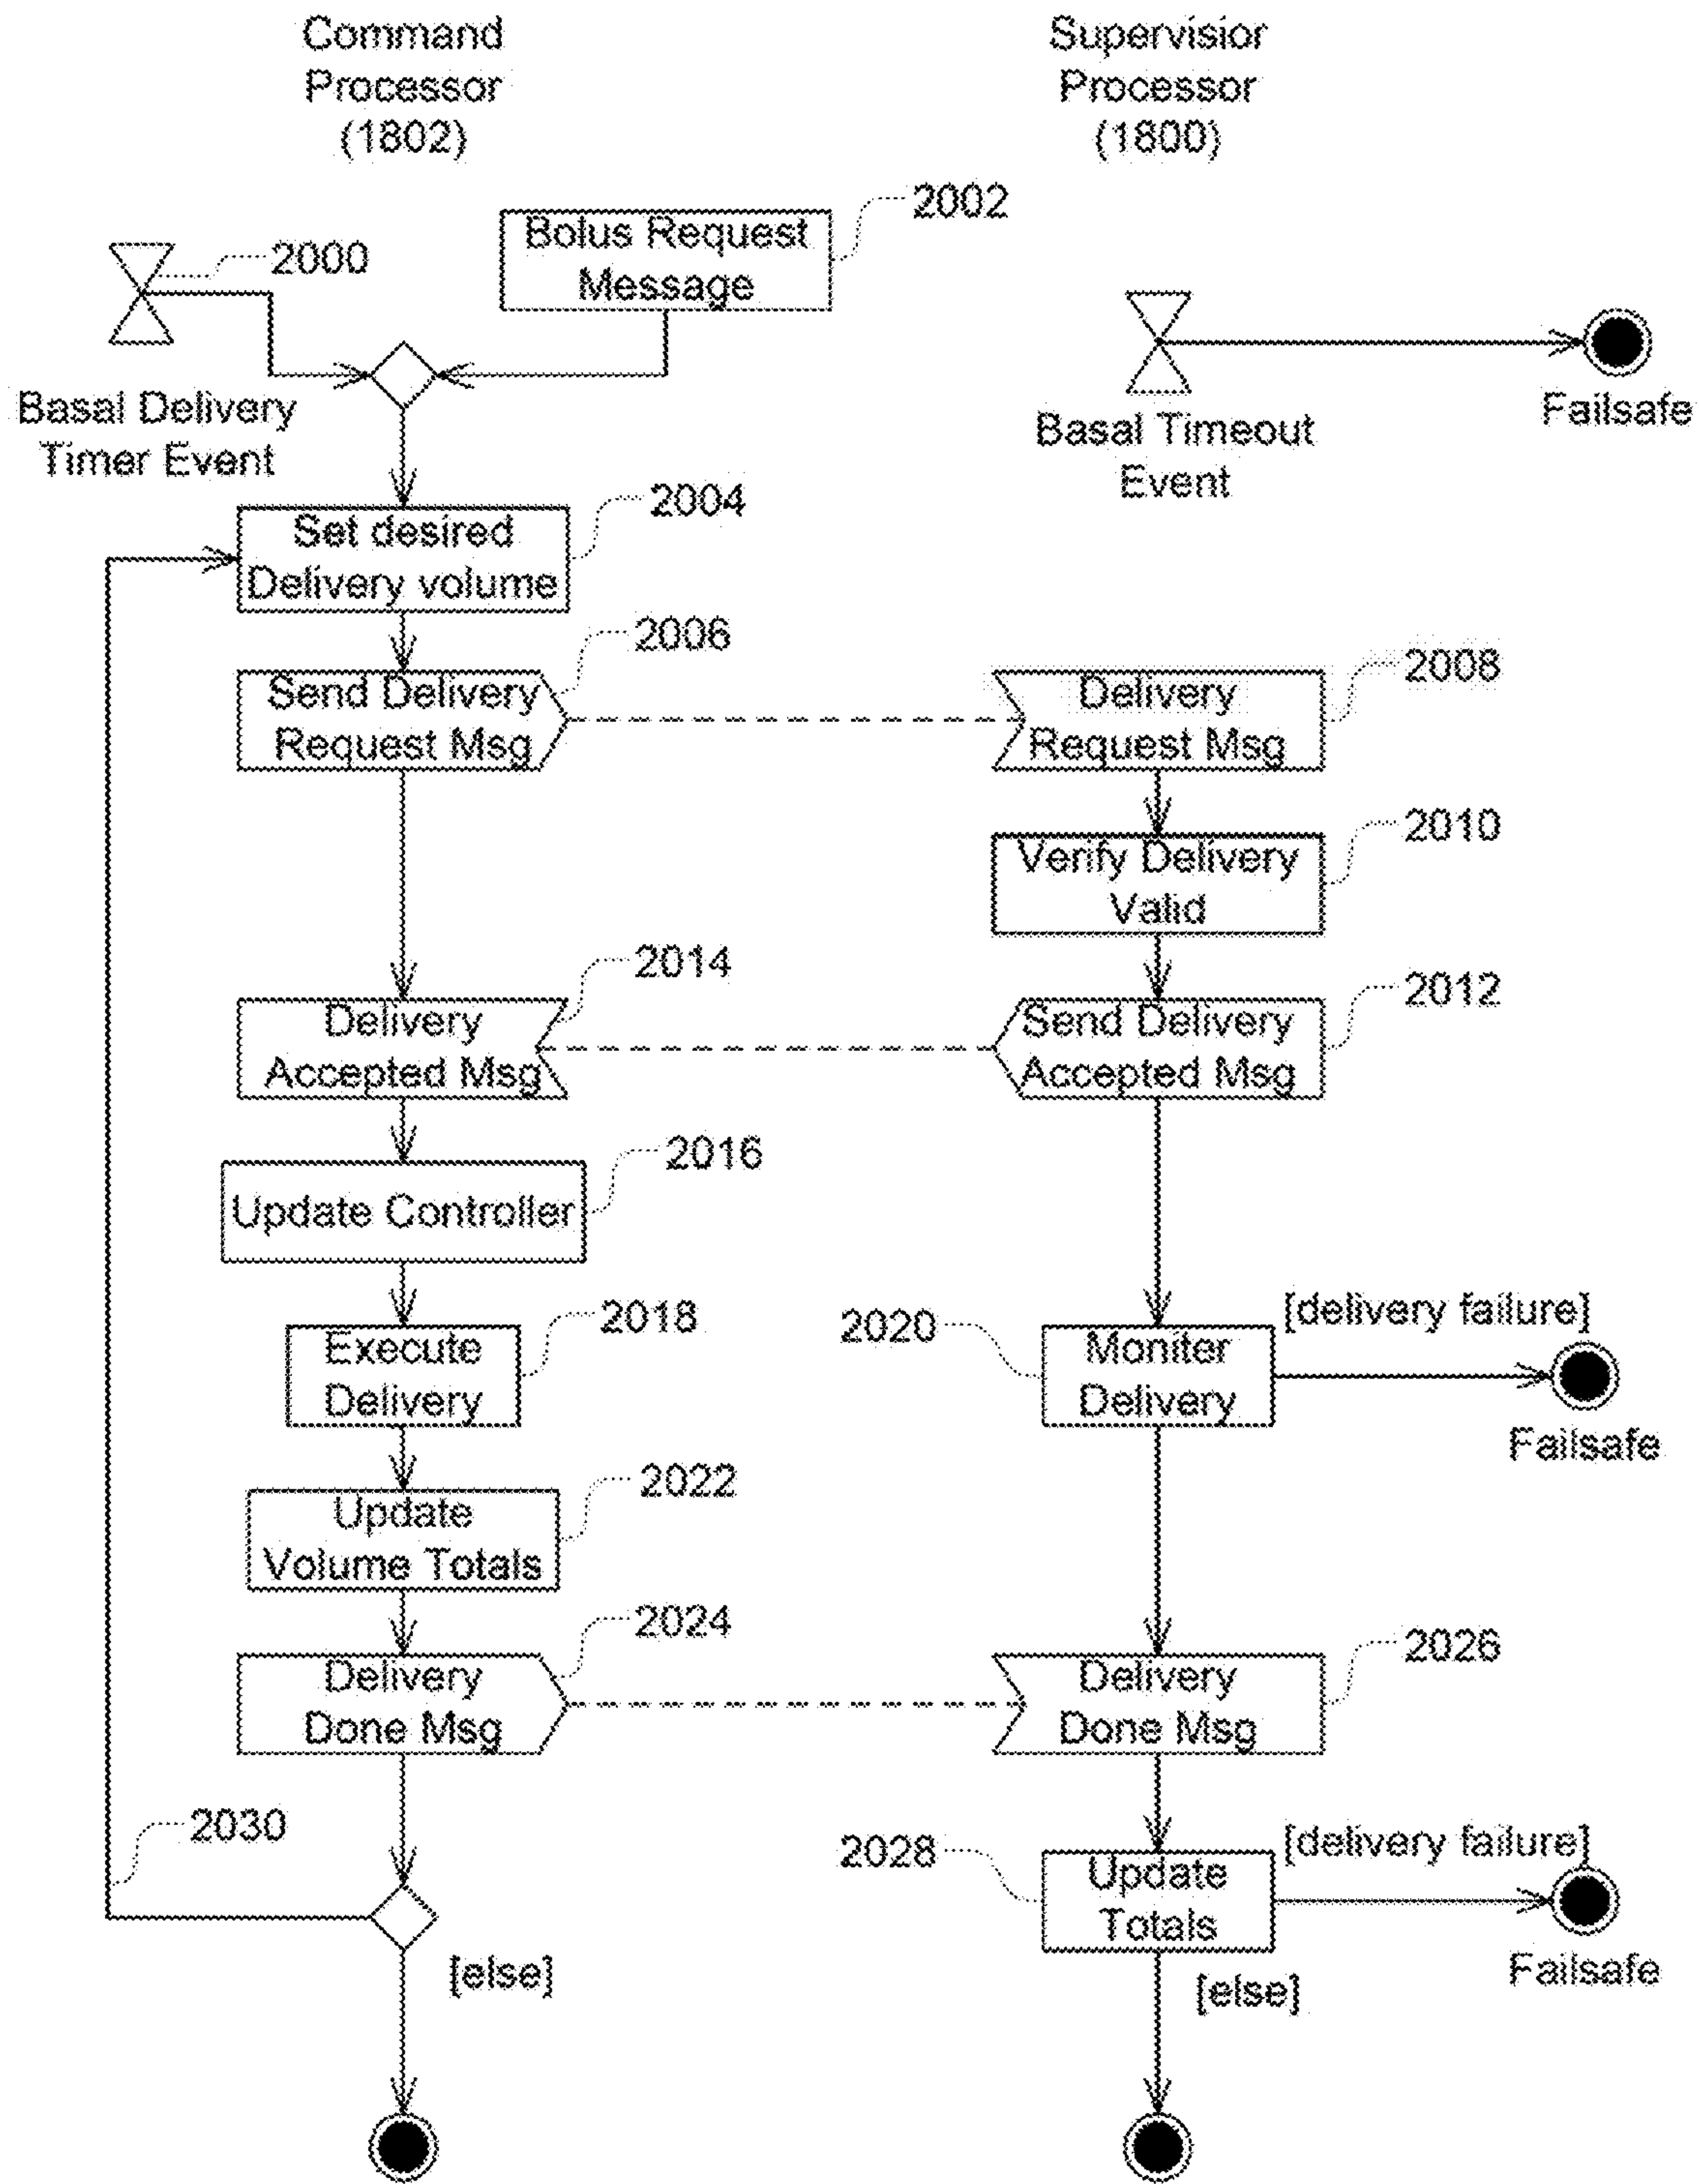 Command
Processor
(1802)
Supervisior
Processor
(1800)
2000
Bolus Request
Message
2002
Basal Delivery
Timer Event
Basal Timeout
Event
Failsafe
Set desired
Delivery volume
2004
Send Delivery
Request Msg
2006
Delivery
Request Msg
2008
Verify Delivery
Valid
2010
Delivery
Accepted Msg
2014
Send Delivery
Accepted Msg
2012
Update Controller
2016
Execute
Delivery
2018
2020
Moniter
Delivery
[delivery failure]
Failsafe
Update
Volume Totals
2022
Delivery
Done Msg
2024
Delivery
Done Msg
2026
2030
2028
Update
Totals
[delivery failure]
Failsafe
[else]
[else]